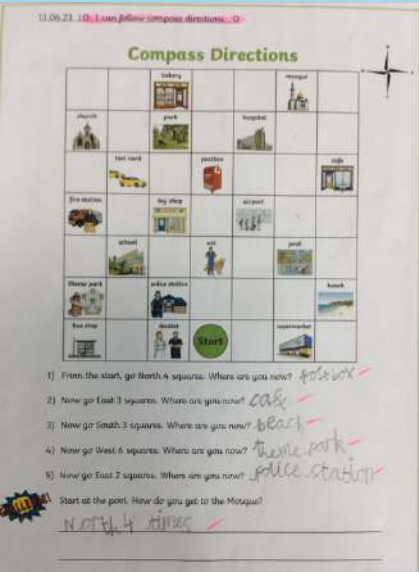 13.06.23 LO: I can follow compass directions.
Compass Directions
bakery mosque
church park hospital
taxi rank postbox cafe
fire station toy shop airport
school vet pool
theme park police station beach
bus stop dentist Start supermarket
1) From the start, go North 4 squares. Where are you now? postbox
2) Now go East 3 squares. Where are you now? cafe
3) Now go South 3 squares. Where are you now? beach
4) Now go West 6 squares. Where are you now? theme park
5) Now go East 2 squares. Where are you now? police station
Start at the pool. How do you get to the Mosque?
North 4 times